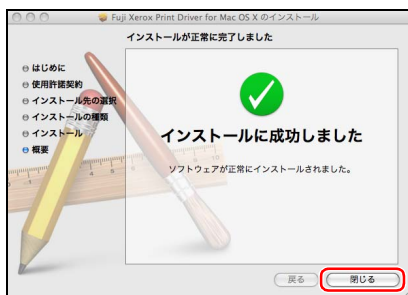 Fuji Xerox Print Driver for Mac OS X のインストール
インストールが正常に完了しました
はじめに
使用許諾契約
インストール先の選択
インストールの種類
インストール
概要
インストールに成功しました
ソフトウェアが正常にインストールされました。
戻る
閉じる